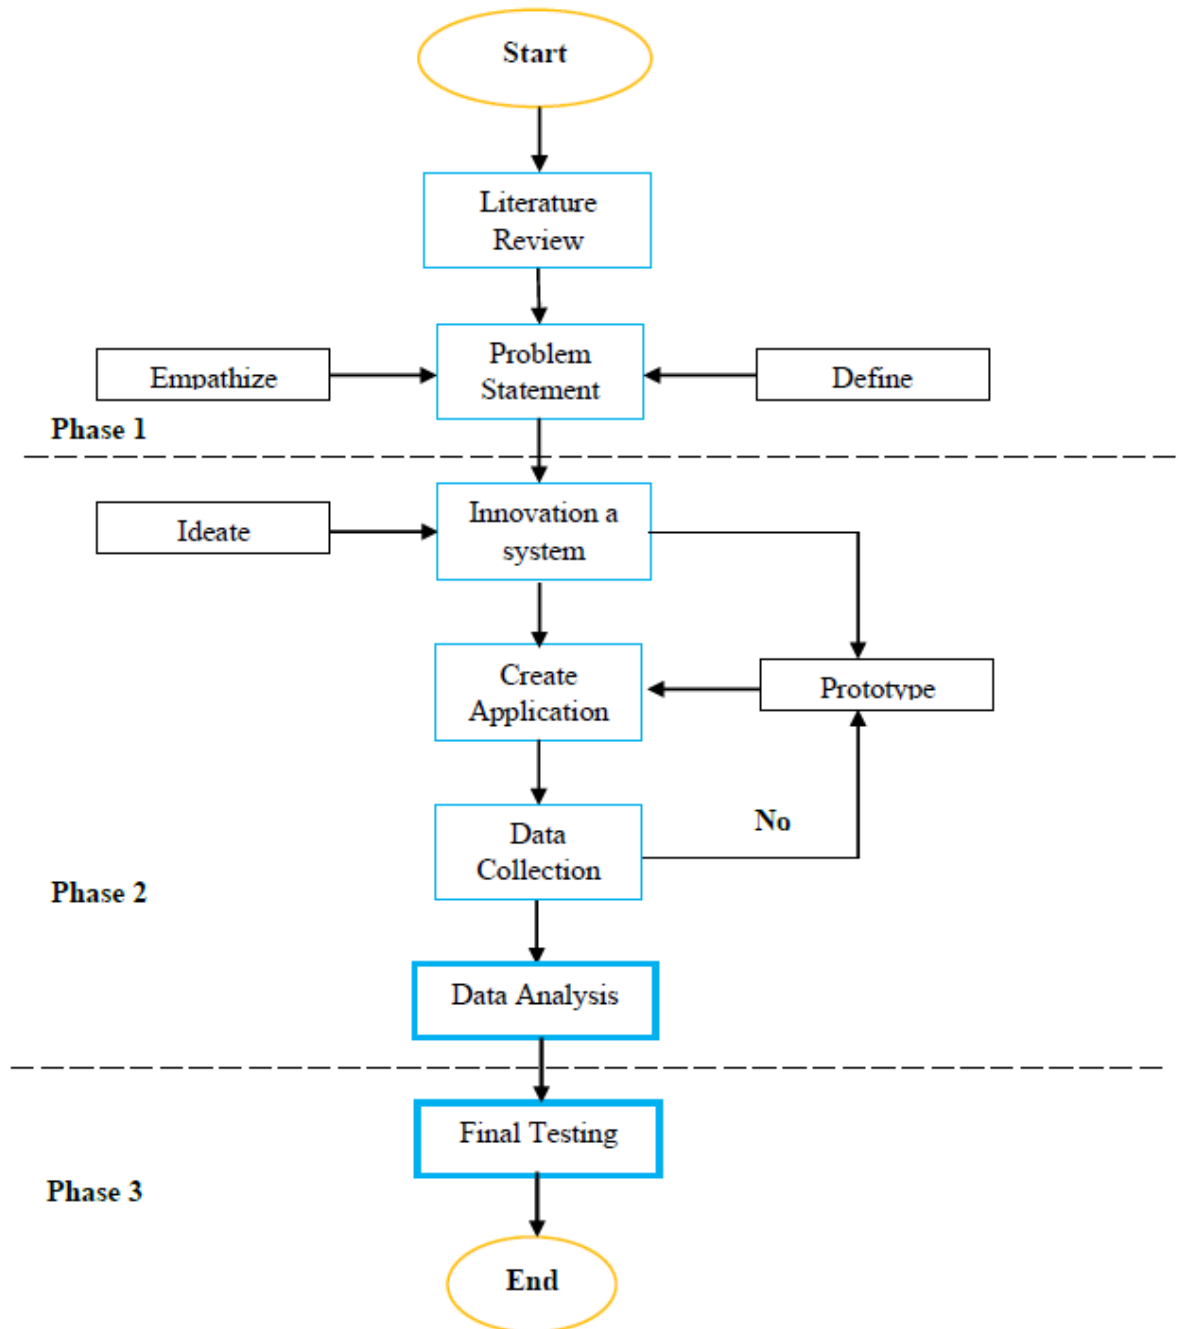 Start
Literature
Review
Problem
Statement
Empathize
Define
Phase 1
Innovation a
system
Ideate
Create
Application
Prototype
Data
Collection
No
Phase 2
Data Analysis
Final Testing
Phase 3
End